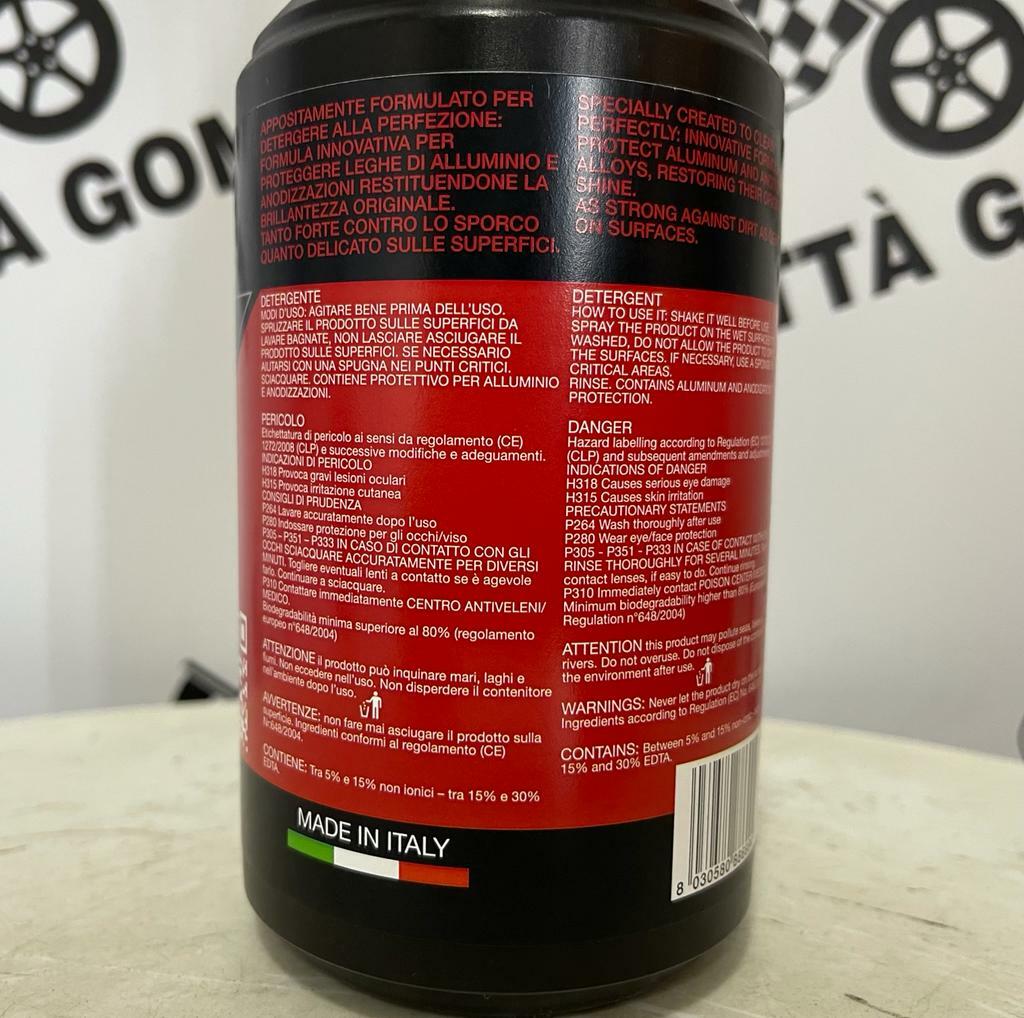 APPOSITAMENTE FORMULATO PER
DETERGERE ALLA PERFEZIONE:
FORMULA INNOVATIVA PER
PROTEGGERE LEGHE DI ALLUMINIO E
ANODIZZAZIONI RESTITUENDONE LA
BRILLANTEZZA ORIGINALE.
TANTO FORTE CONTRO LO SPORCO
QUANTO DELICATO SULLE SUPERFICI.
DETERGENTE
MODI D'USO: AGITARE BENE PRIMA DELL'USO.
SPRUZZARE IL PRODOTTO SULLE SUPERFICI DA
LAVARE BAGNATE, NON LASCIARE ASCIUGARE IL
PRODOTTO SULLE SUPERFICI. SE NECESSARIO
AIUTARSI CON UNA SPUGNA NEI PUNTI CRITICI.
SCIACQUARE. CONTIENE PROTETTIVO PER ALLUMINIO
E ANODIZZAZIONI.
PERICOLO
Etichettatura di pericolo ai sensi da regolamento (CE)
1272/2008 (CLP) e successive modifiche e adeguamenti.
INDICAZIONI DI PERICOLO
H318 Provoca gravi lesioni oculari
H315 Provoca irritazione cutanea
CONSIGLI DI PRUDENZA
P264 Lavare accuratamente dopo l'uso
P280 Indossare protezione per gli occhi/viso
P305 - P351 - P333 IN CASO DI CONTATTO CON GLI
OCCHI SCIACQUARE ACCURATAMENTE PER DIVERSI
MINUTI. Togliere eventuali lenti a contatto se è agevole
farlo. Continuare a sciacquare.
P310 Contattare immediatamente CENTRO ANTIVELENI/
MEDICO.
Biodegradabilità minima superiore al 80% (regolamento
europeo n°648/2004)
ATTENZIONE il prodotto può inquinare mari, laghi e
fiumi. Non eccedere nell'uso. Non disperdere il contenitore
nell'ambiente dopo l'uso.
AVVERTENZE: non fare mai asciugare il prodotto sulla
superficie. Ingredienti conformi al regolamento (CE)
Nr.648/2004.
CONTIENE: Tra 5% e 15% non ionici – tra 15% e 30%
EDTA.
MADE IN ITALY
SPECIALLY CREATED TO
PERFECTLY: INNOVATIVE
PROTECT ALUMINUM AND
ALLOYS, RESTORING THEIR
SHINE.
AS STRONG AGAINST DIRT AS
ON SURFACES.
DETERGENT
HOW TO USE IT: SHAKE IT WELL BEFORE USE.
SPRAY THE PRODUCT ON THE WET
WASHED, DO NOT ALLOW THE PRODUCT TO
THE SURFACES. IF NECESSARY, USE A
CRITICAL AREAS.
RINSE. CONTAINS ALUMINUM AND
PROTECTION.
DANGER
Hazard labelling according to Regulation (EC)
(CLP) and subsequent amendments and
INDICATIONS OF DANGER
H318 Causes serious eye damage
H315 Causes skin irritation
PRECAUTIONARY STATEMENTS
P264 Wash thoroughly after use
P280 Wear eye/face protection
P305 - P351 - P333 IN CASE OF CONTACT
RINSE THOROUGHLY FOR SEVERAL MINUTES.
contact lenses, if easy to do. Continue rinsing.
P310 Immediately contact POISON CENTER
Minimum biodegradability higher than 80%
Regulation n°648/2004)
ATTENTION this product may pollute seas,
rivers. Do not overuse. Do not dispose of the
the environment after use.
WARNINGS: Never let the product dry on the
Ingredients according to Regulation (EC) No.
CONTAINS: Between 5% and 15%
15% and 30% EDTA.
8 030580